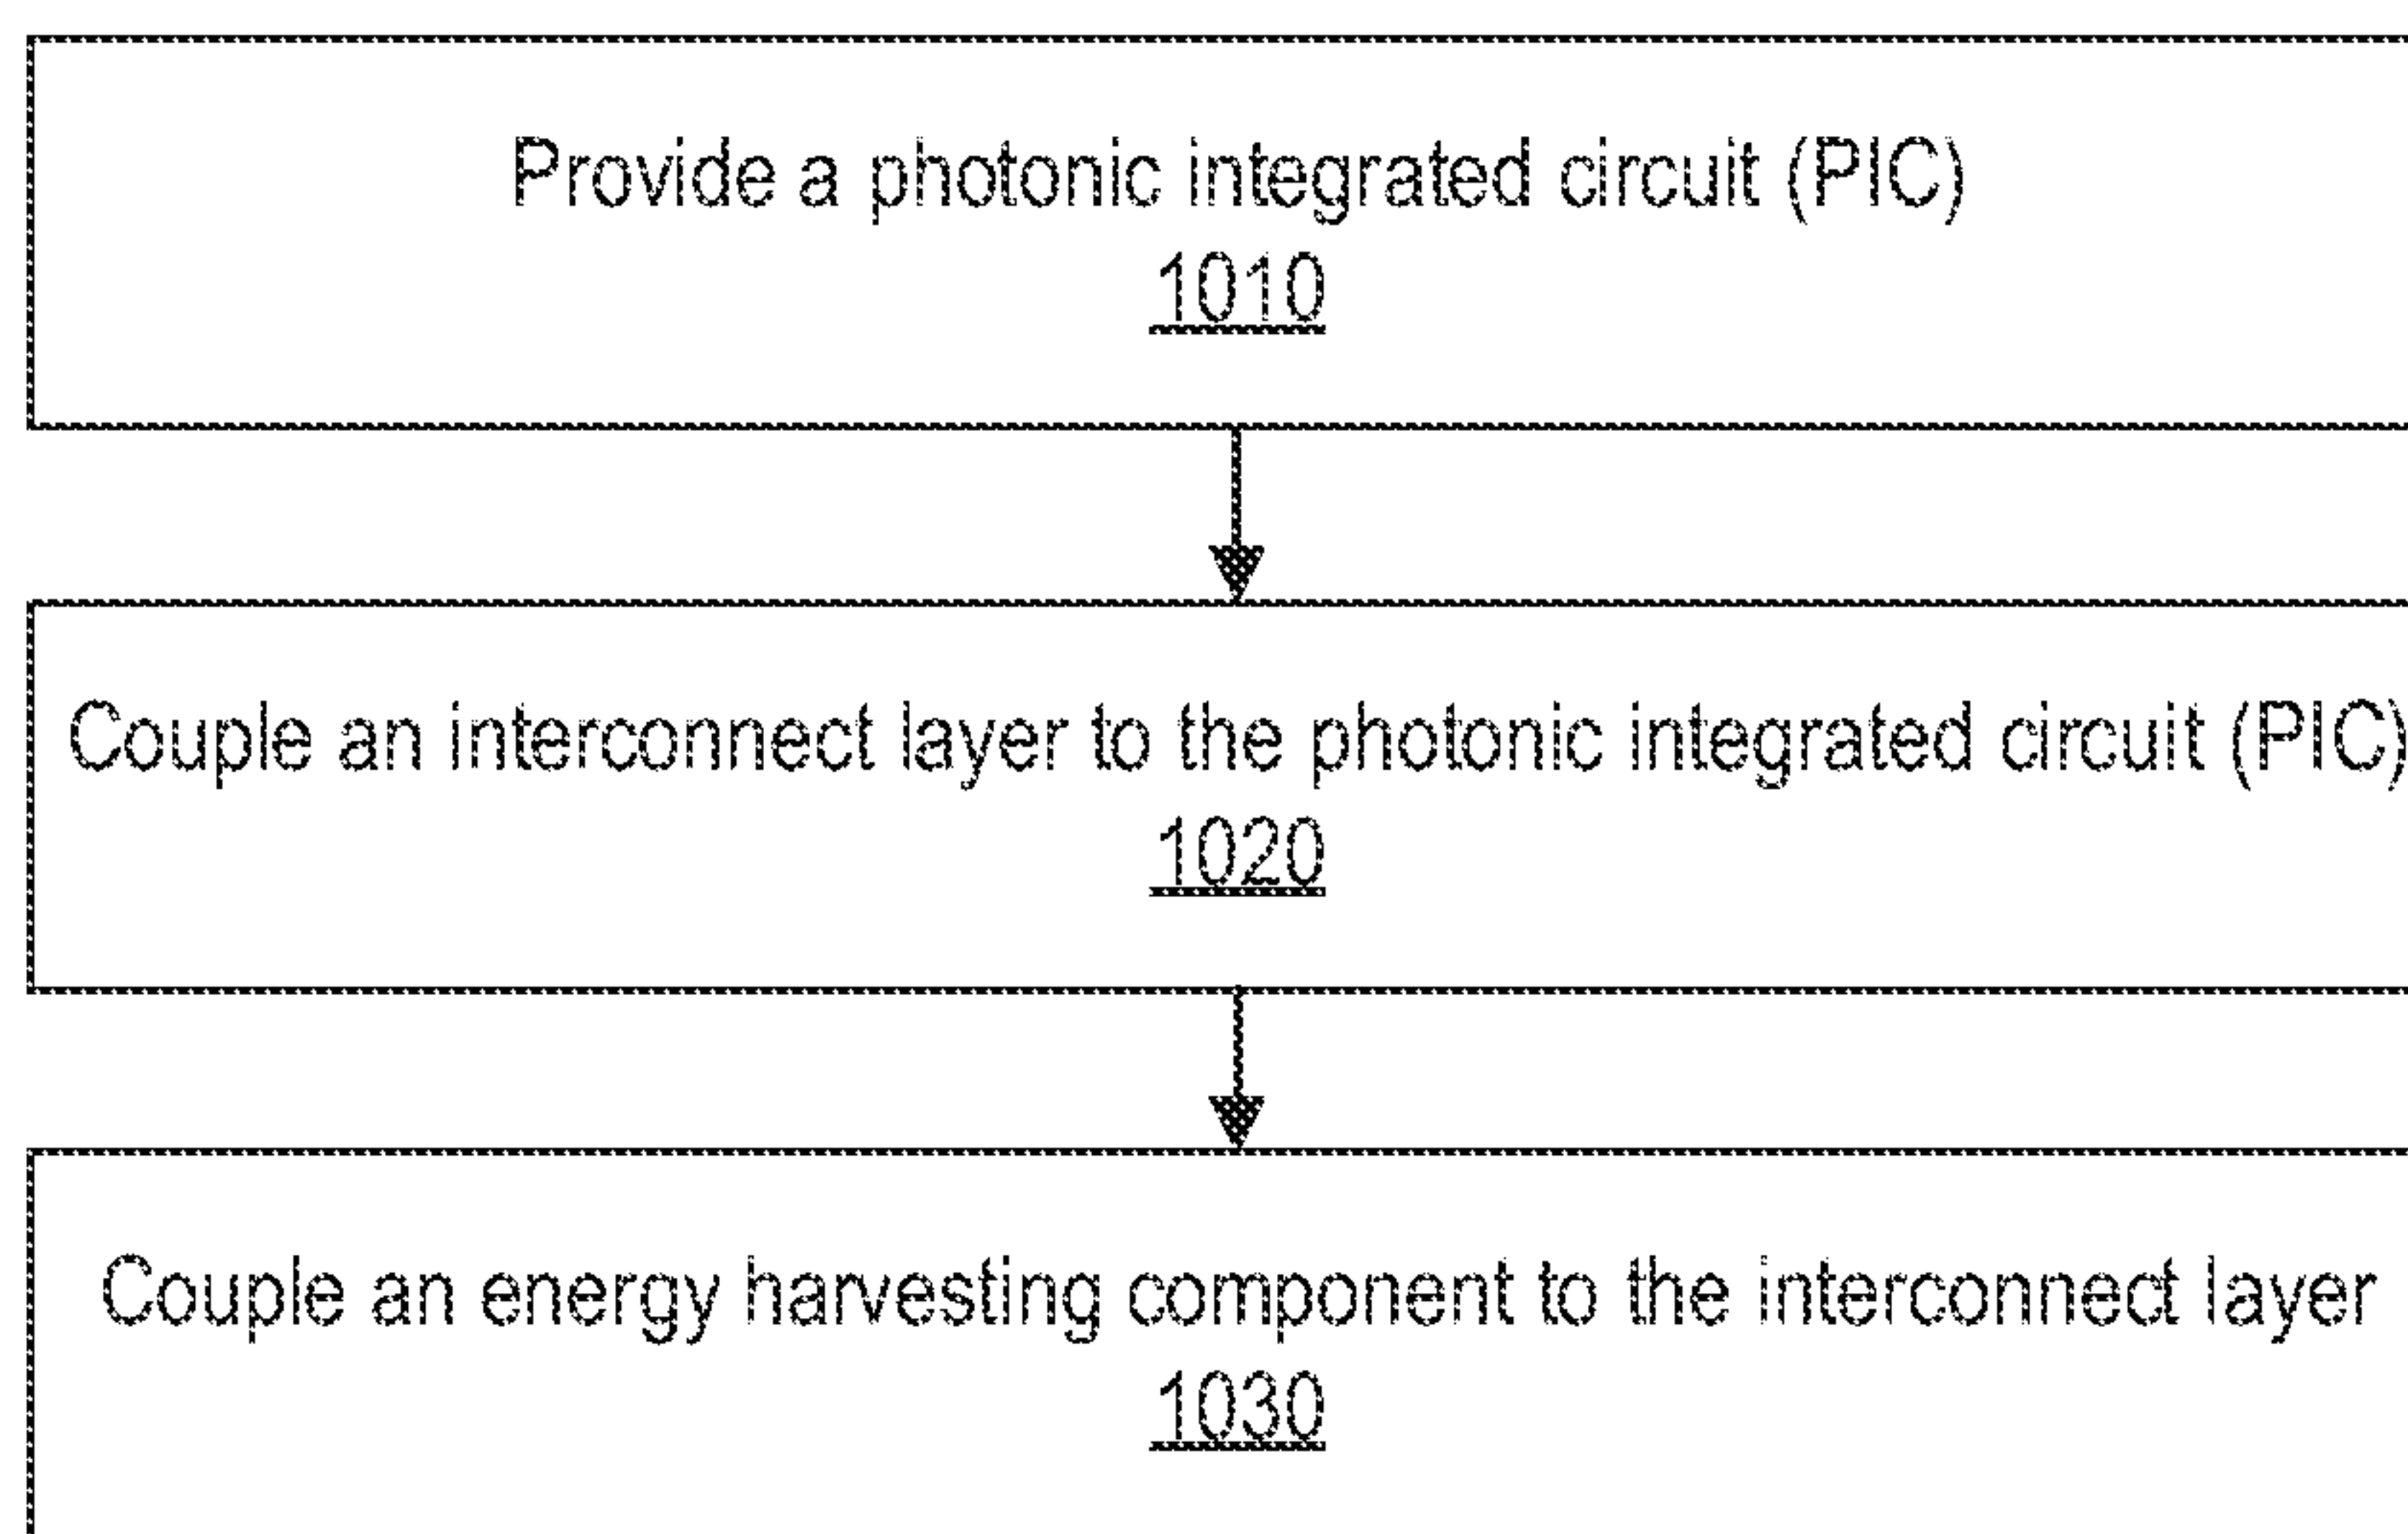 Provide a photonic integrated circuit (PIC)
1010
Couple an interconnect layer to the photonic integrated circuit (PIC)
1020
Couple an energy harvesting component to the interconnect layer
1030